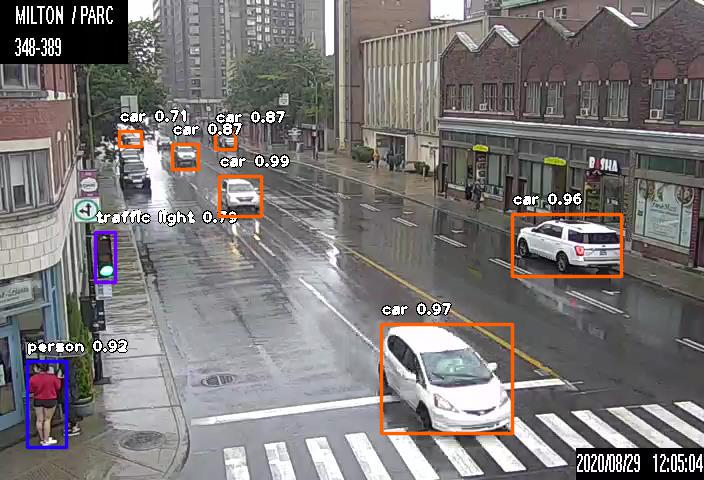 MILTON / PARC
348-389
car 0.71
car 0.87
car 0.87
car 0.99
car 0.96
traffic light 0.79
car 0.97
person 0.92
2020/08/29 12:05:04